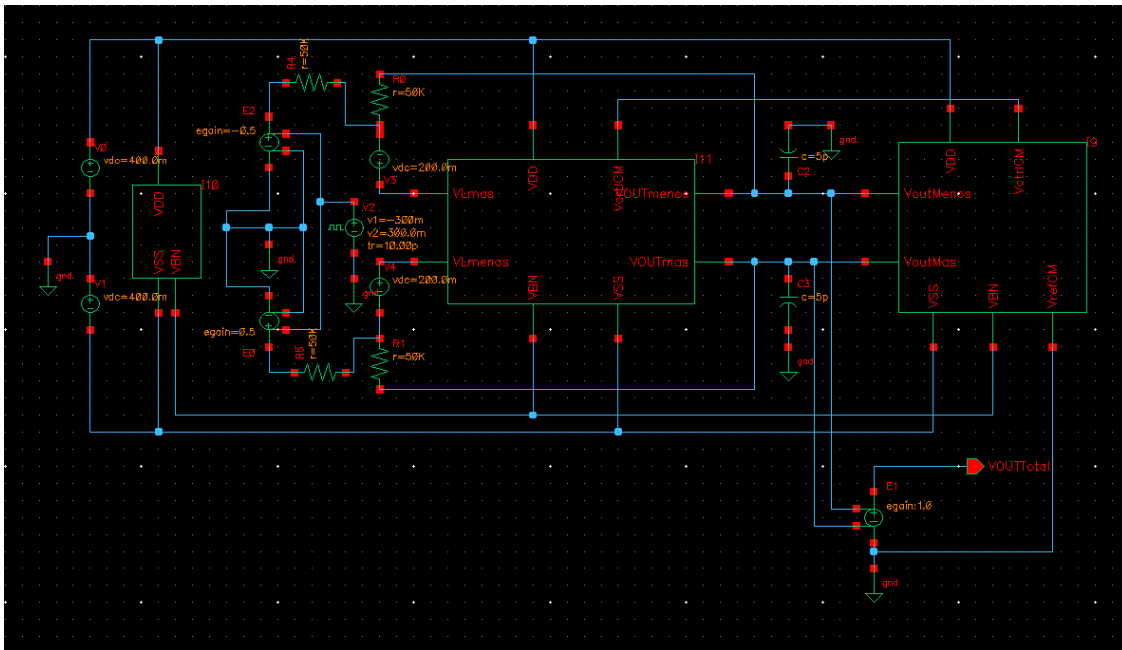 R4
r=50K
R0
r=50K
E2
egain=-0.5
V0
vdc=400.0m
VDD
I10
VSS
VBN
gnd
V1
vdc=400.0m
V3
vdc=200.0m
V2
v1=-300m
v2=300.0m
tr=10.00p
gnd
gnd
V4
vdc=200.0m
egain=0.5
E0
R5
r=50K
R1
r=50K
I11
VDD
VctrlCM
VLmas
VLmenos
VOUTmenos
VOUTmas
VBN
VSS
gnd
c=5p
C2
C3
c=5p
gnd
I9
VDD
VctrlCM
VoutMenos
VoutMas
VSS
VBN
VrefCM
VOUTTotal
E1
egain:1.0
gnd